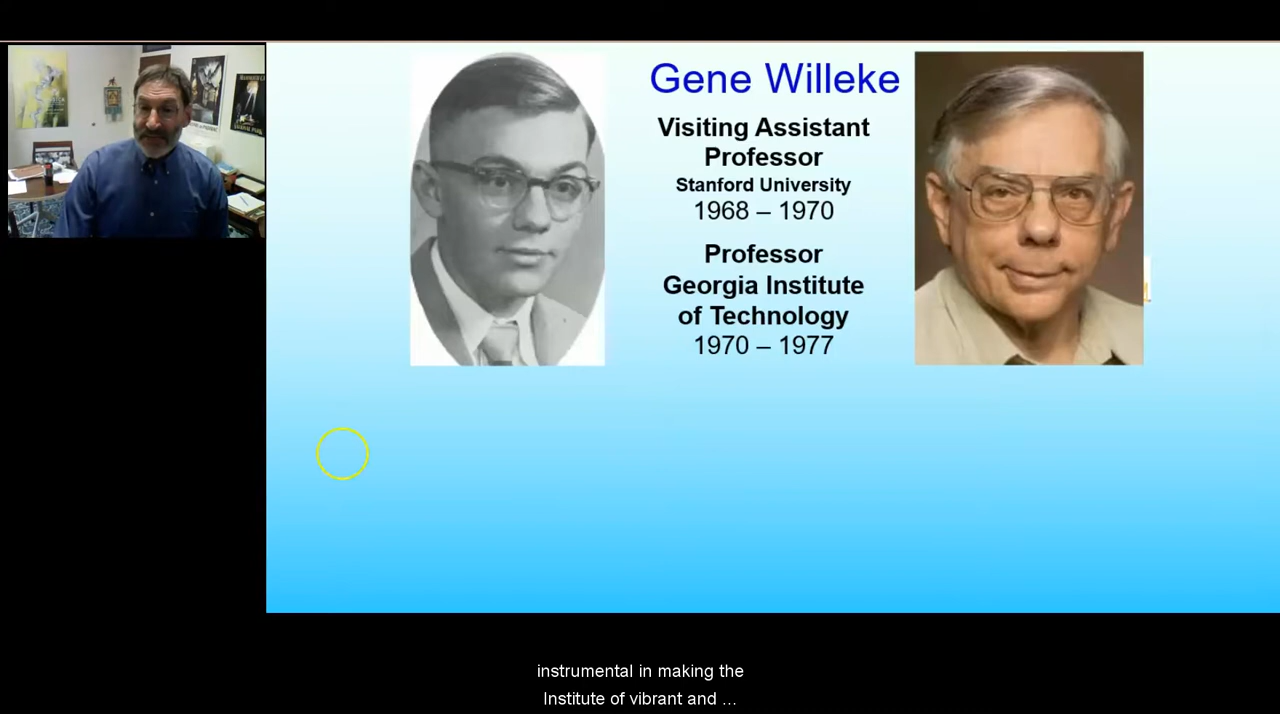 Gene Willeke
Visiting Assistant
Professor
Stanford University
1968 – 1970
Professor
Georgia Institute
of Technology
1970 – 1977
instrumental in making the
Institute of vibrant and ...